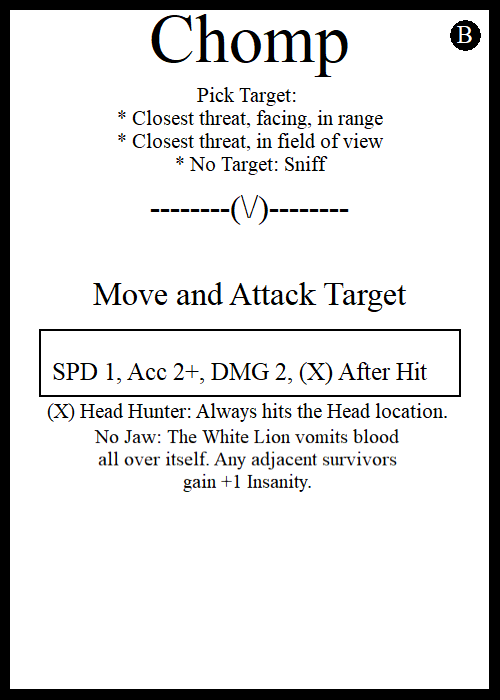 Chomp
B
Pick Target:
* Closest threat, facing, in range
* Closest threat, in field of view
* No Target: Sniff
--------(\/)--------
Move and Attack Target
SPD 1, Acc 2+, DMG 2, (X) After Hit
(X) Head Hunter: Always hits the Head location.
No Jaw: The White Lion vomits blood
all over itself. Any adjacent survivors
gain +1 Insanity.